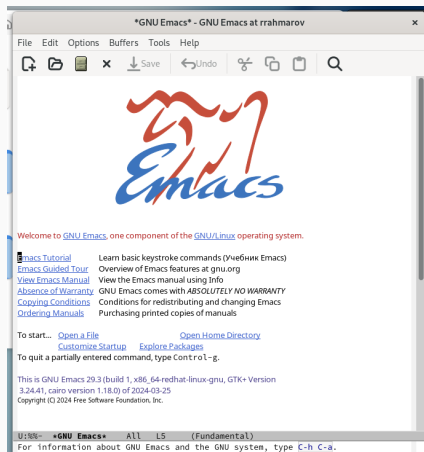 *GNU Emacs* - GNU Emacs at rrahmarov ×
File Edit Options Buffers Tools Help
Save Undo
Emacs
Welcome to GNU Emacs, one component of the GNU/Linux operating system.
Emacs Tutorial Learn basic keystroke commands (Учебник Emacs)
Emacs Guided Tour Overview of Emacs features at gnu.org
View Emacs Manual View the Emacs manual using Info
Absence of Warranty GNU Emacs comes with ABSOLUTELY NO WARRANTY
Copying Conditions Conditions for redistributing and changing Emacs
Ordering Manuals Purchasing printed copies of manuals
To start... Open a File Open Home Directory
Customize Startup Explore Packages
To quit a partially entered command, type Control-g.
This is GNU Emacs 29.3 (build 1, x86_64-redhat-linux-gnu, GTK+ Version
3.24.41, cairo version 1.18.0) of 2024-03-25
Copyright (C) 2024 Free Software Foundation, Inc.
U:%%- *GNU Emacs* All L5 (Fundamental)
For information about GNU Emacs and the GNU system, type C-h C-a.